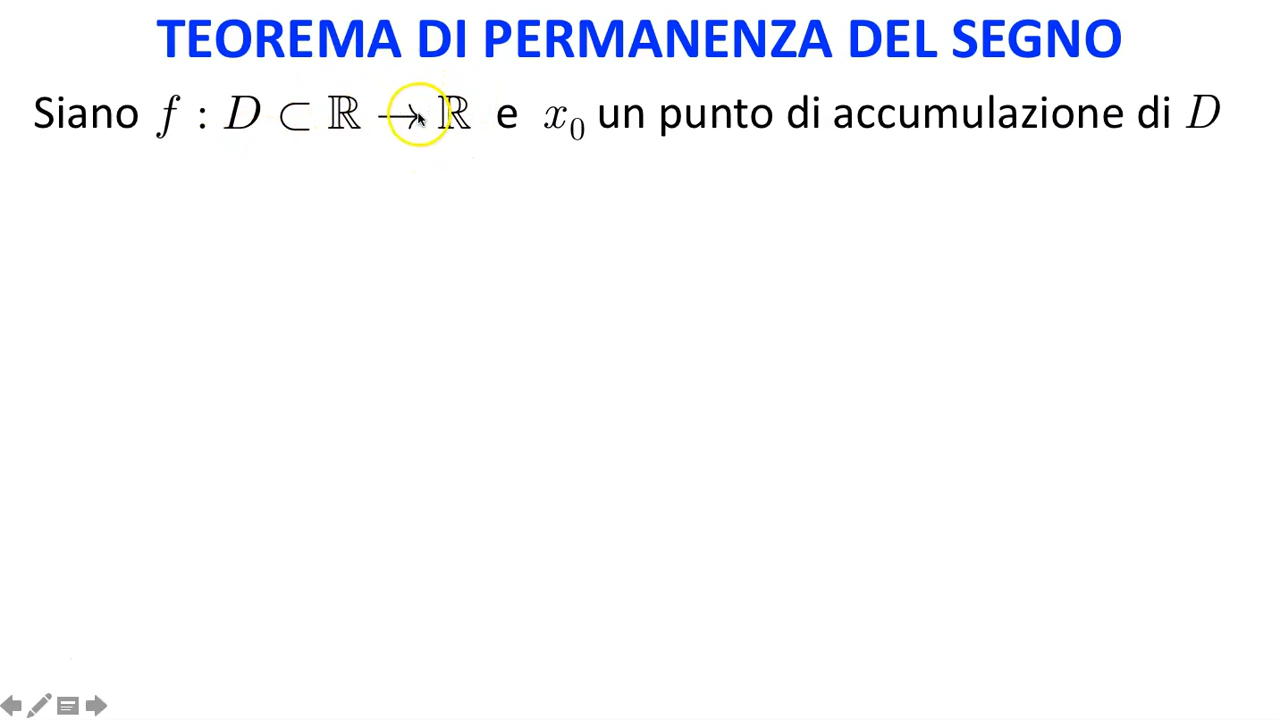 TEOREMA DI PERMANENZA DEL SEGNO
Siano f : D ⊂ ℝ → ℝ e x₀ un punto di accumulazione di D